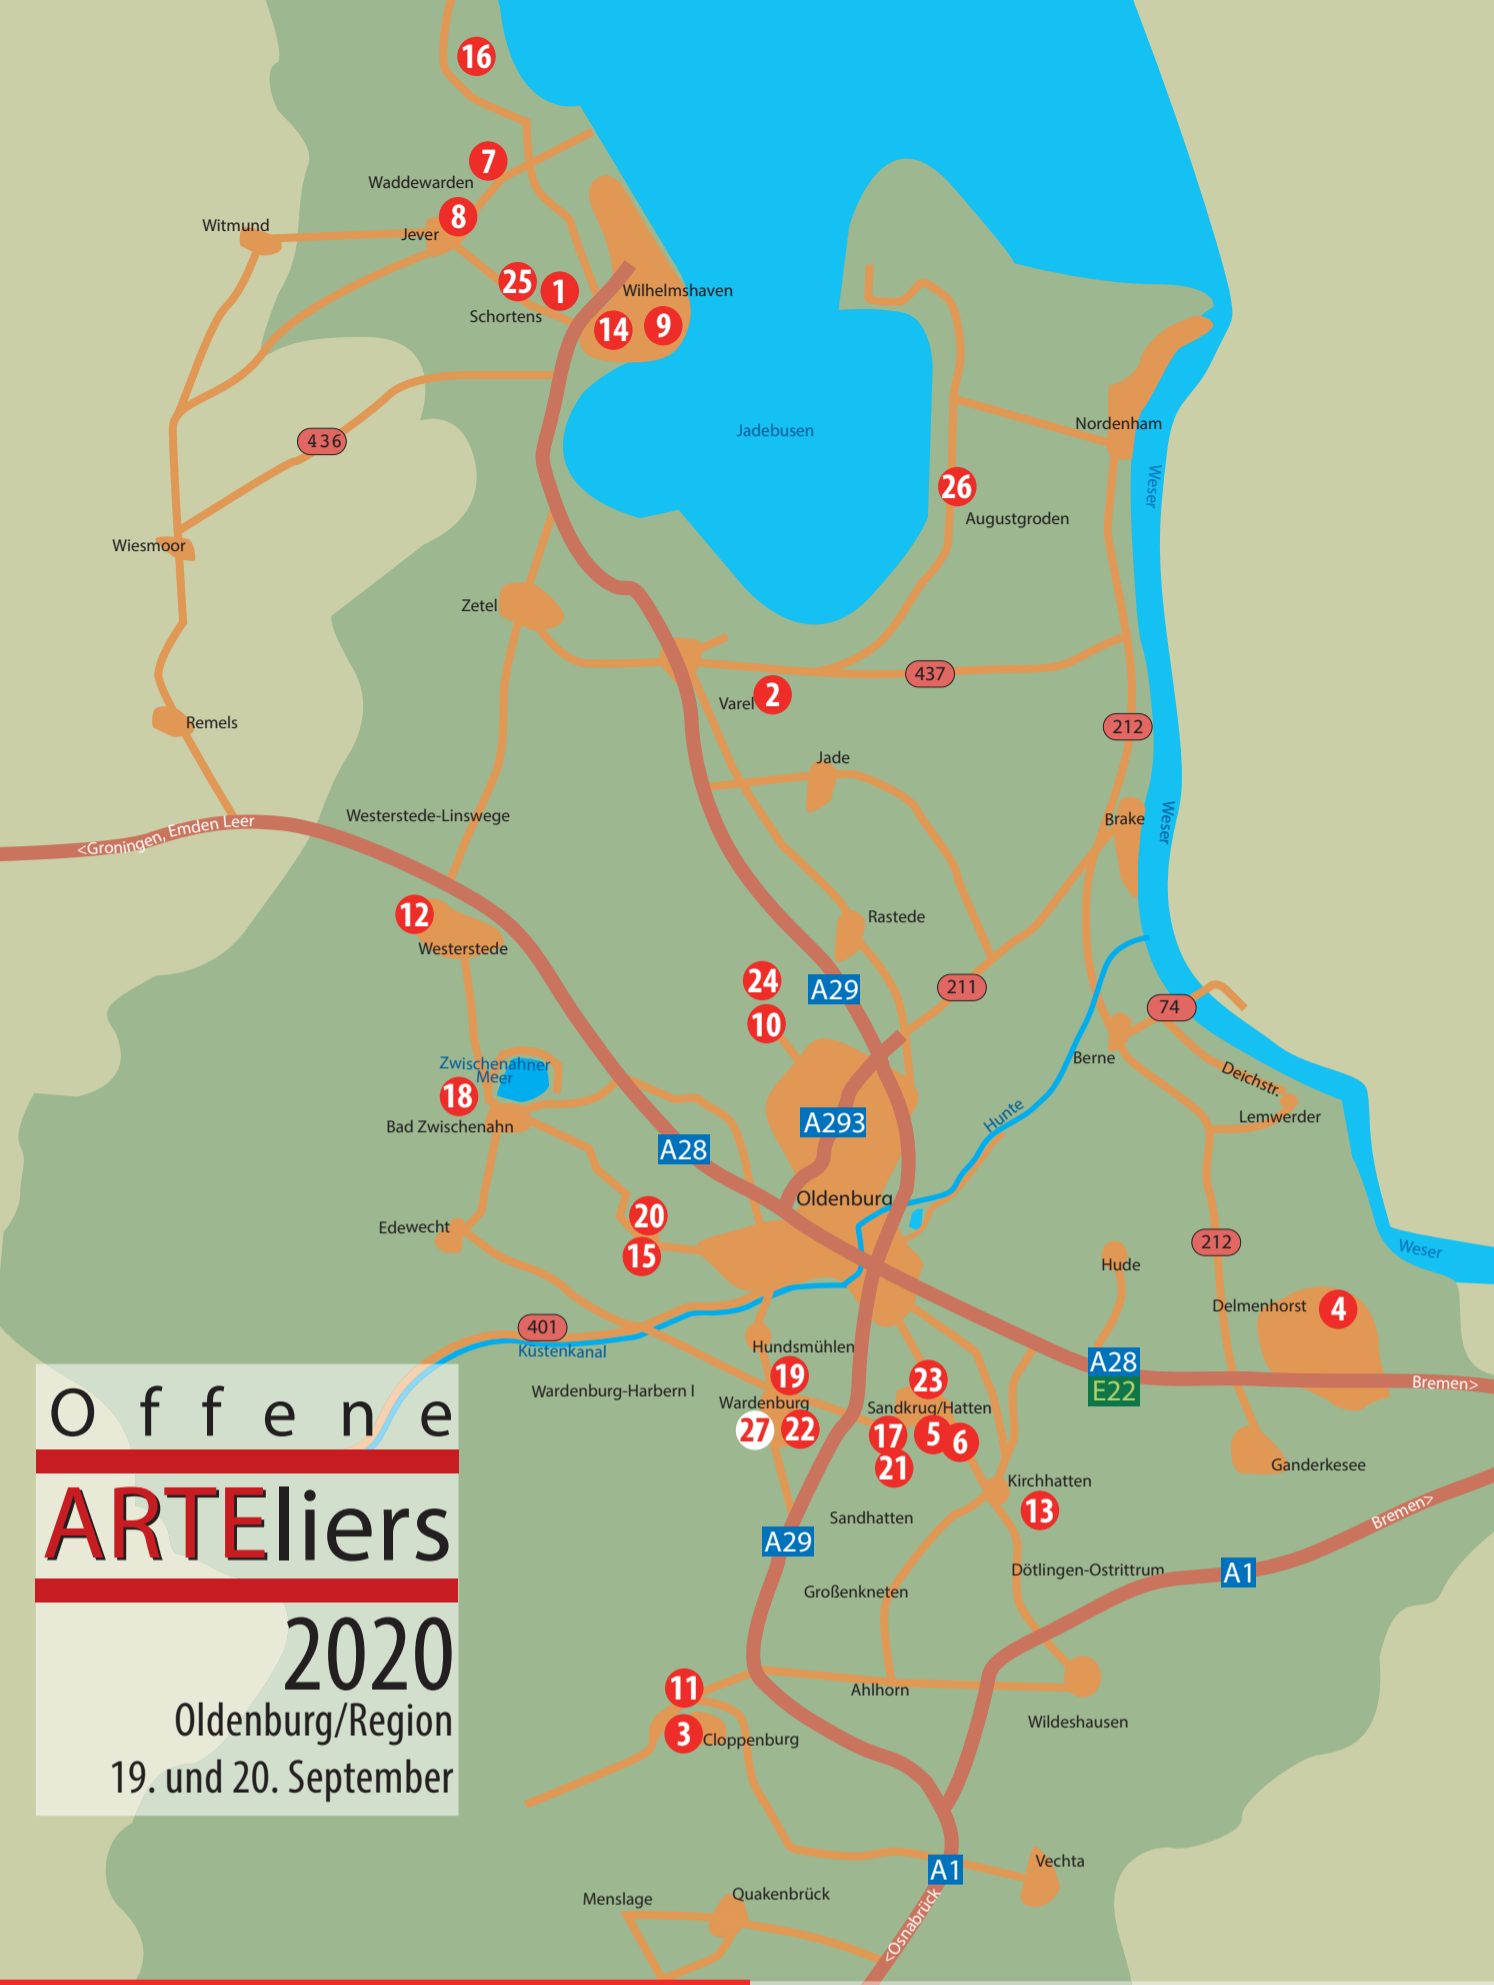 16
7
Waddewarden
8
Witmund
Jever
25
1
Wilhelmshaven
Schortens
14
9
Jadebusen
Nordenham
436
Weser
26
Augustgroden
Wiesmoor
Zetel
437
2
Varel
Remels
212
Jade
Westerstede-Linswege
Brake
Weser
<Groningen, Emden Leer
12
Rastede
Westerstede
24
A29
211
10
74
Berne
Zwischenahner
Meer
18
Deichstr.
Hunte
Lemwerder
Bad Zwischenahn
A293
A28
Oldenburg
20
Edewecht
15
212
Weser
Hude
Delmenhorst
4
401
Küstenkanal
Hundsmühlen
A28
E22
Bremen>
19
23
Wardenburg-Harbern I
Wardenburg
Sandkrug/Hatten
27
22
17
5
6
21
Ganderkesee
Kirchhatten
13
Sandhatten
Bremen>
A29
Dötlingen-Ostrittrum
A1
Großenkneten
11
Ahlhorn
3
Cloppenburg
Wildeshausen
A1
Vechta
Menslage
Quakenbrück
<Osnabrück
Offene
ARTEliers
2020
Oldenburg/Region
19. und 20. September